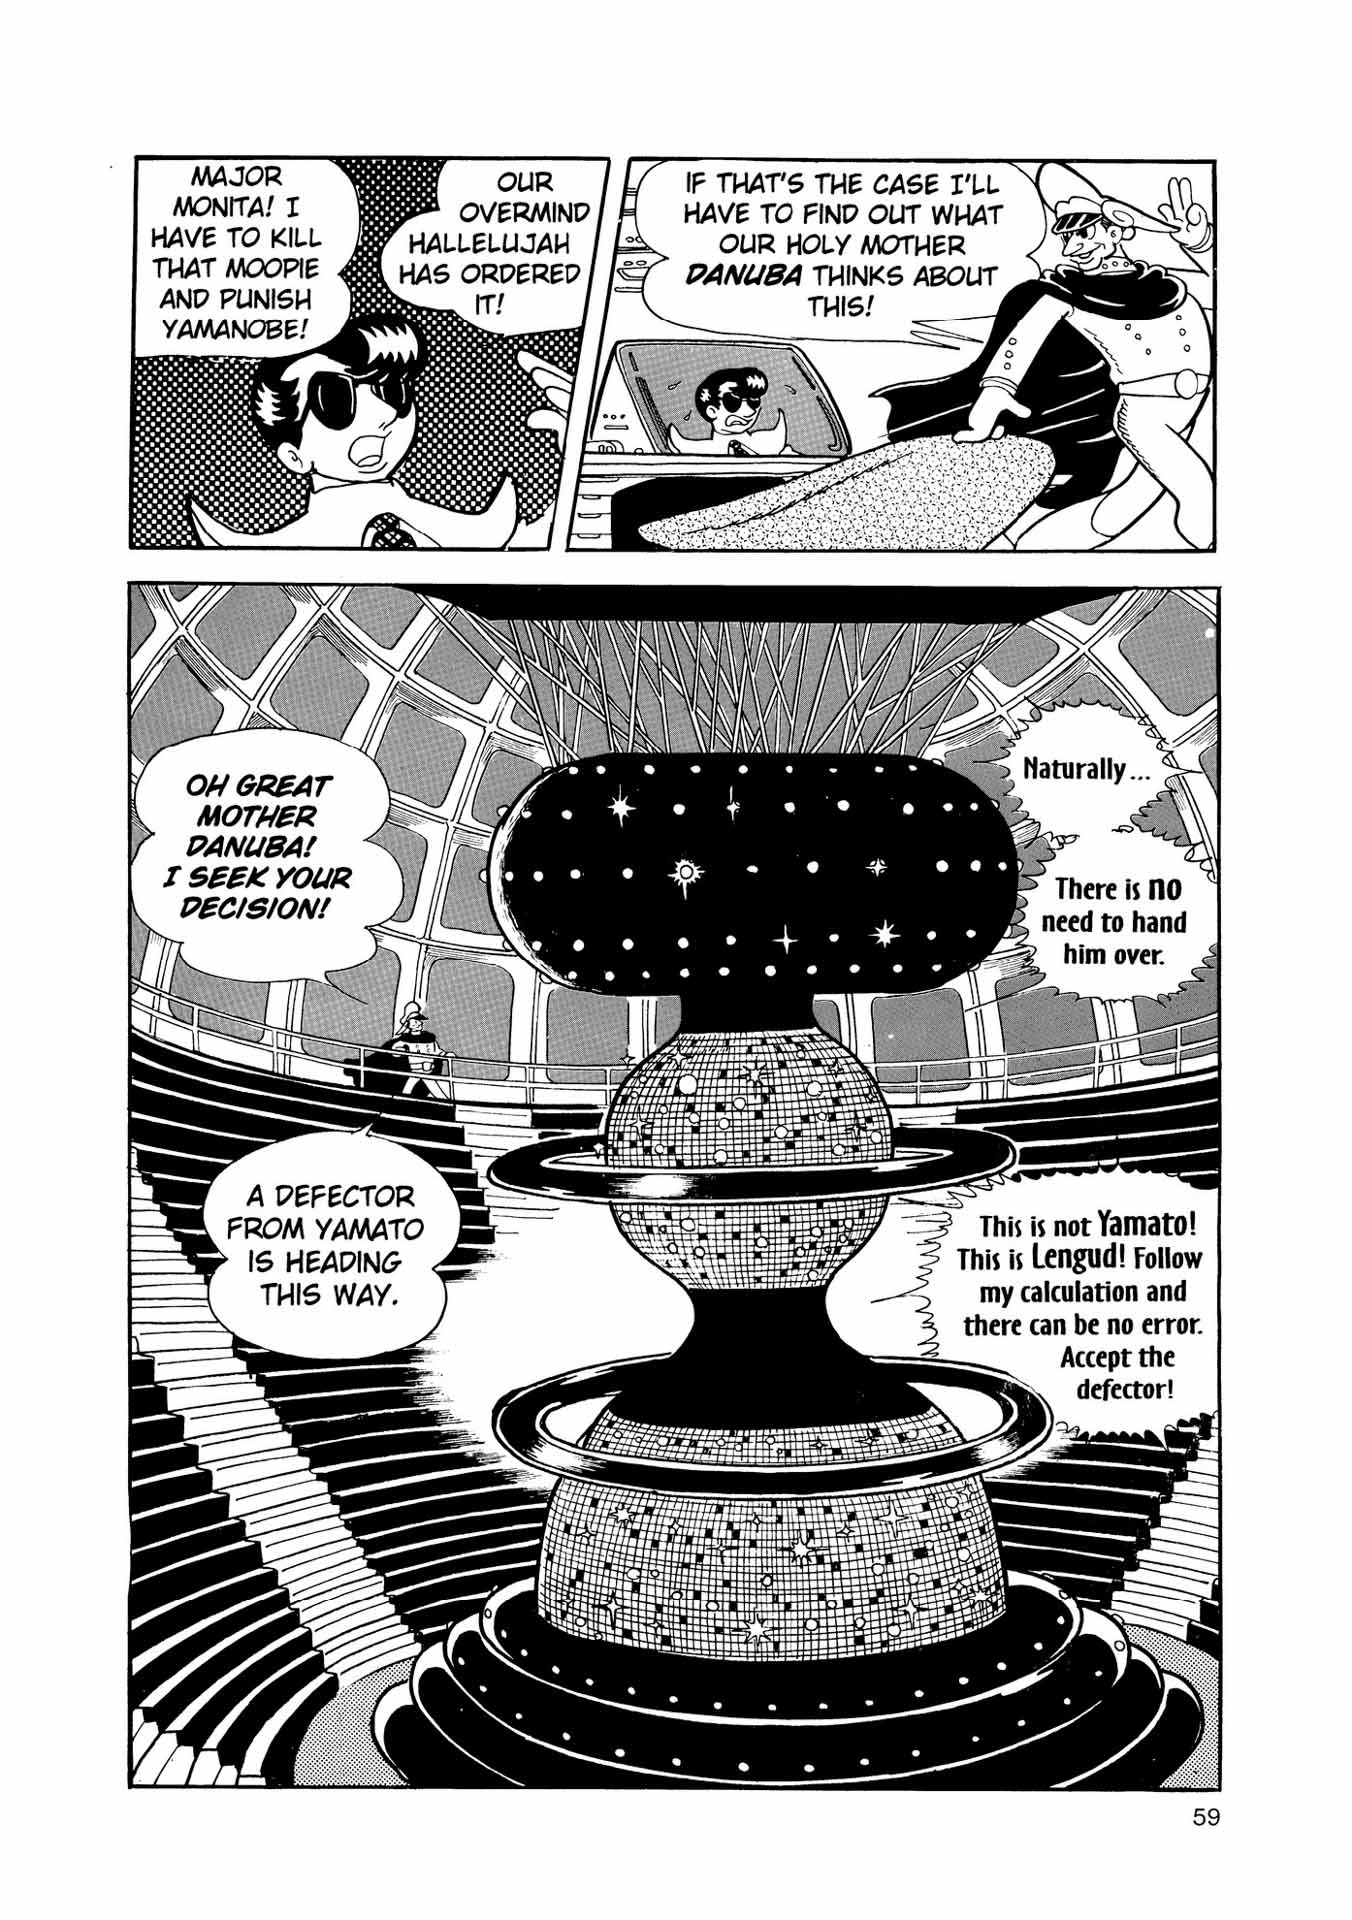 MAJOR
MONITA! I
HAVE TO KILL
THAT MOOPIE
AND PUNISH
YAMANOBE!
OUR
OVERMIND
HALLELUJAH
HAS ORDERED
IT!
IF THAT'S THE CASE I'LL
HAVE TO FIND OUT WHAT
OUR HOLY MOTHER
DANUBA THINKS ABOUT
THIS!
OH GREAT
MOTHER
DANUBA!
I SEEK YOUR
DECISION!
A DEFECTOR
FROM YAMATO
IS HEADING
THIS WAY.
Naturally...
There is no
need to hand
him over.
This is not Yamato!
This is Lengud! Follow
my calculation and
there can be no error.
Accept the
defector!
59